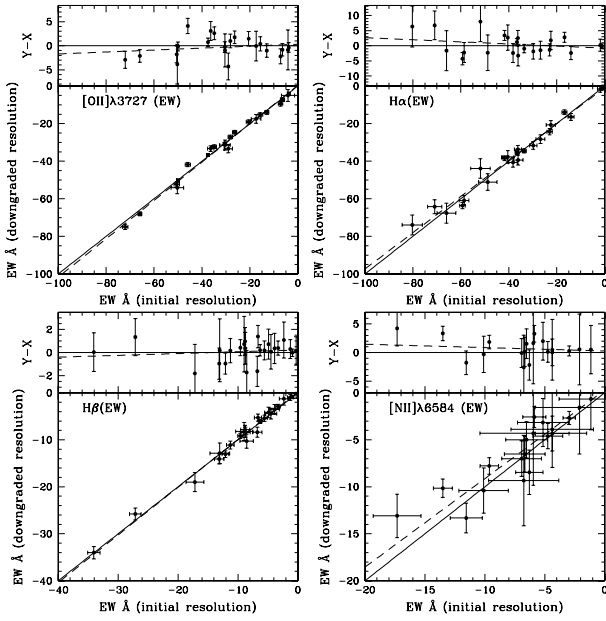 Y−X
5
0
−5
Y−X
10
5
0
−5
−10
[OII]λ3727 (EW)
EW Å (downgraded resolution)
−20
−40
−60
−80
−100
−100 −80 −60 −40 −20 0
EW Å (initial resolution)
Hα(EW)
EW Å (downgraded resolution)
−20
−40
−60
−80
−100
−100 −80 −60 −40 −20 0
EW Å (initial resolution)
Y−X
2
0
−2
Y−X
5
0
−5
Hβ(EW)
EW Å (downgraded resolution)
−10
−20
−30
−40
−40 −30 −20 −10 0
EW Å (initial resolution)
[NII]λ6584 (EW)
EW Å (downgraded resolution)
−5
−10
−15
−20
−20 −15 −10 −5 0
EW Å (initial resolution)